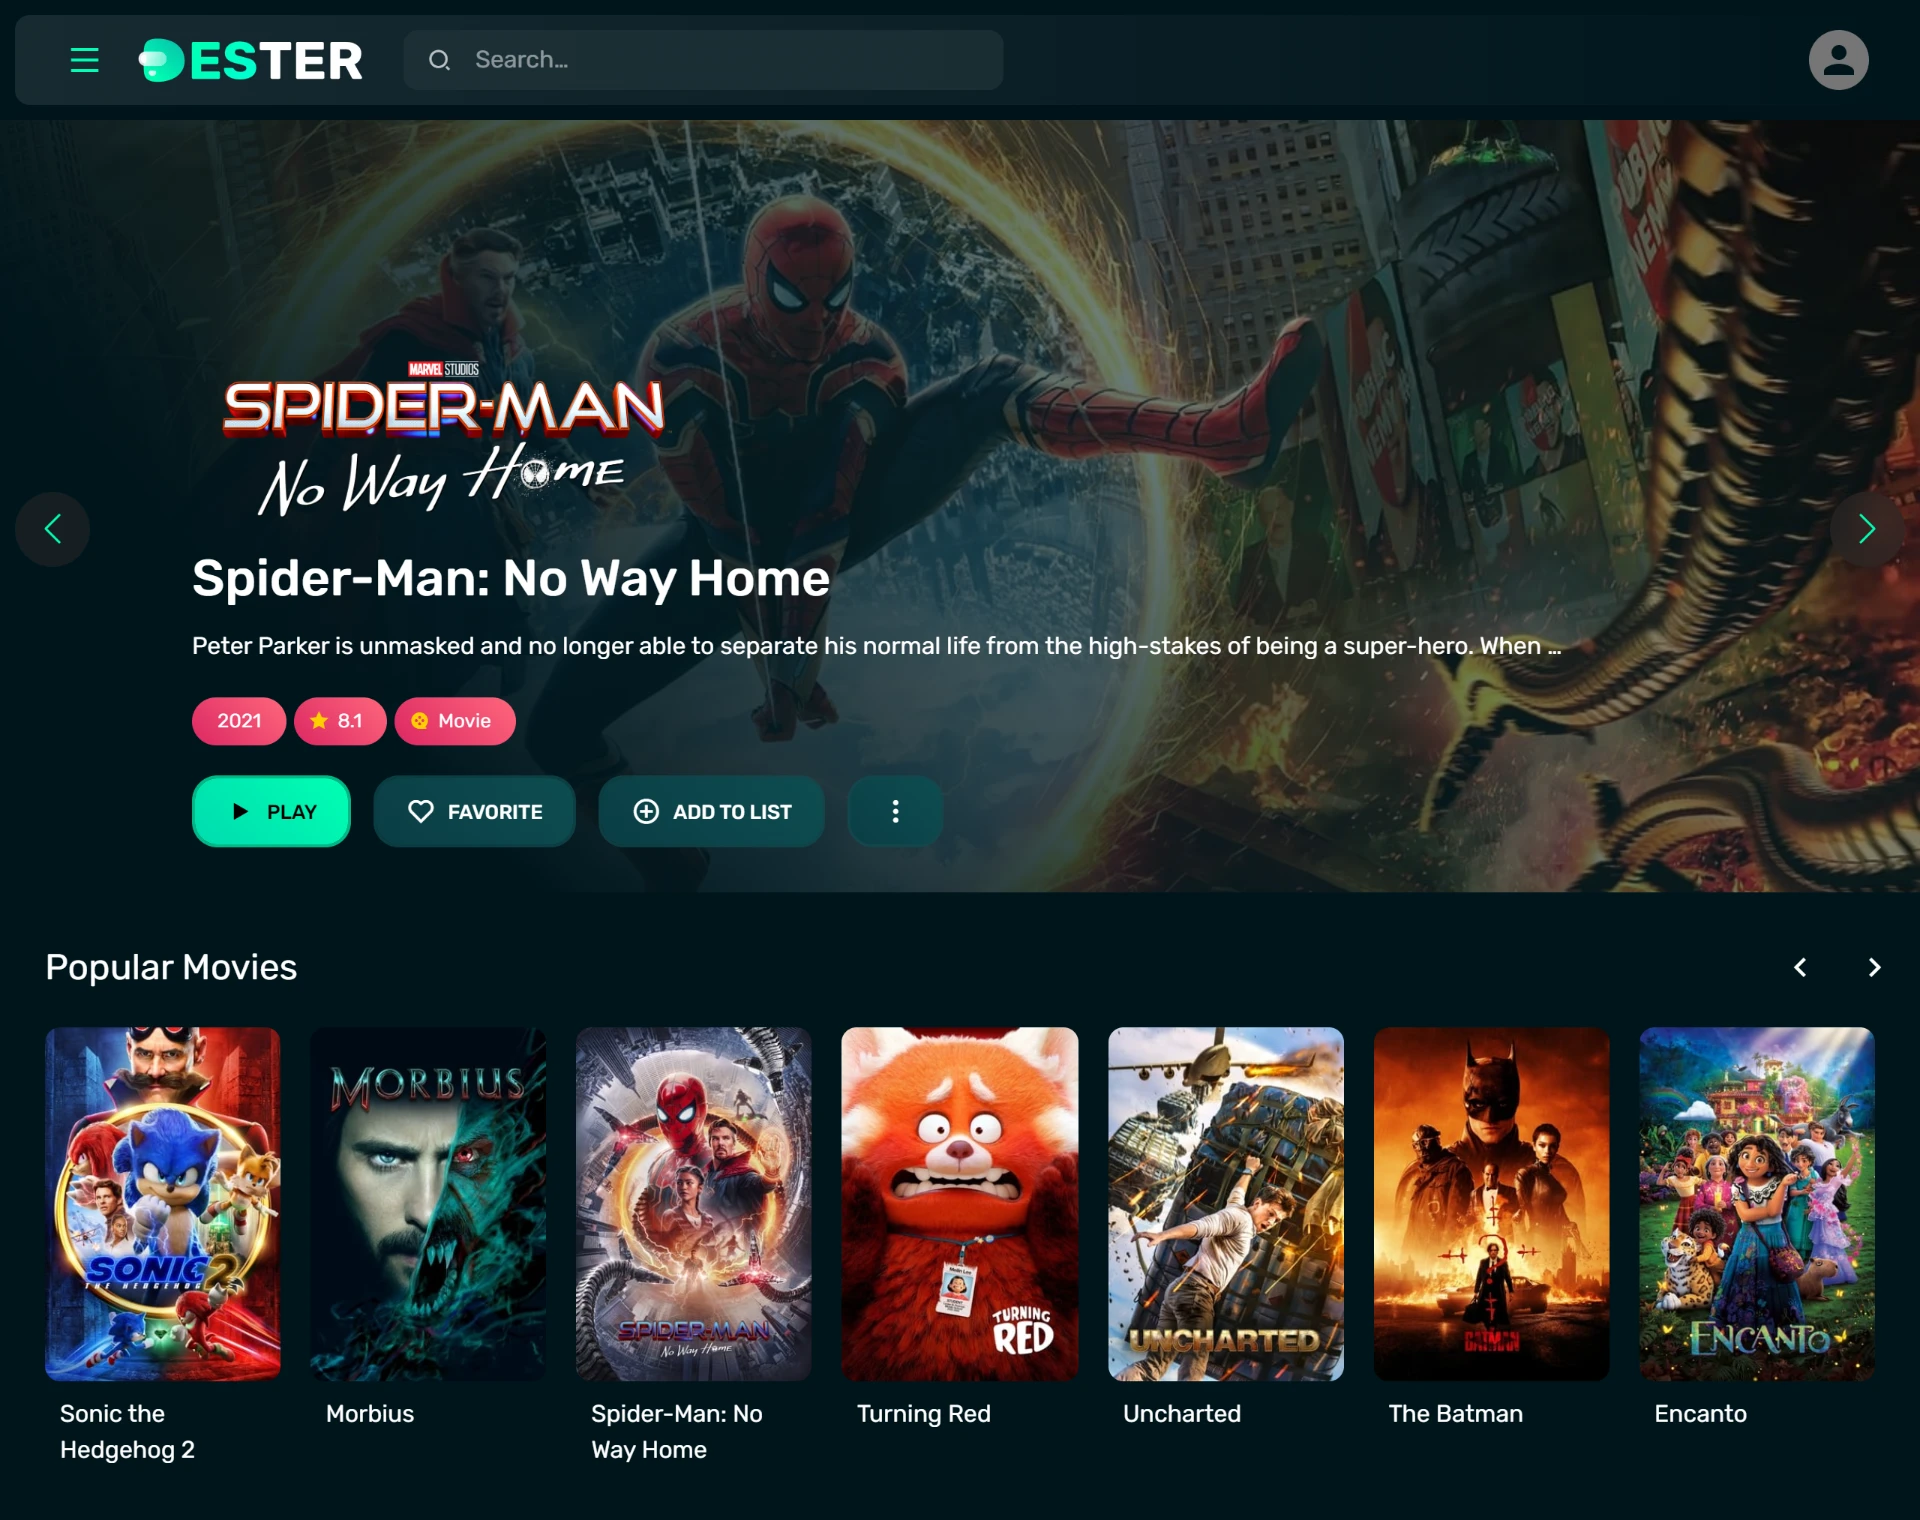 DESTER
Search...
MARVEL STUDIOS
SPIDER-MAN
No Way Home
Spider-Man: No Way Home
Peter Parker is unmasked and no longer able to separate his normal life from the high-stakes of being a super-hero. When ...
2021
8.1
Movie
PLAY
FAVORITE
ADD TO LIST
Popular Movies
SONIC 2
THE HEDGEHOG
MORBIUS
SPIDER-MAN
No Way Home
TURNING
RED
UNCHARTED
THE BATMAN
ENCANTO
Sonic the
Hedgehog 2
Morbius
Spider-Man: No
Way Home
Turning Red
Uncharted
The Batman
Encanto